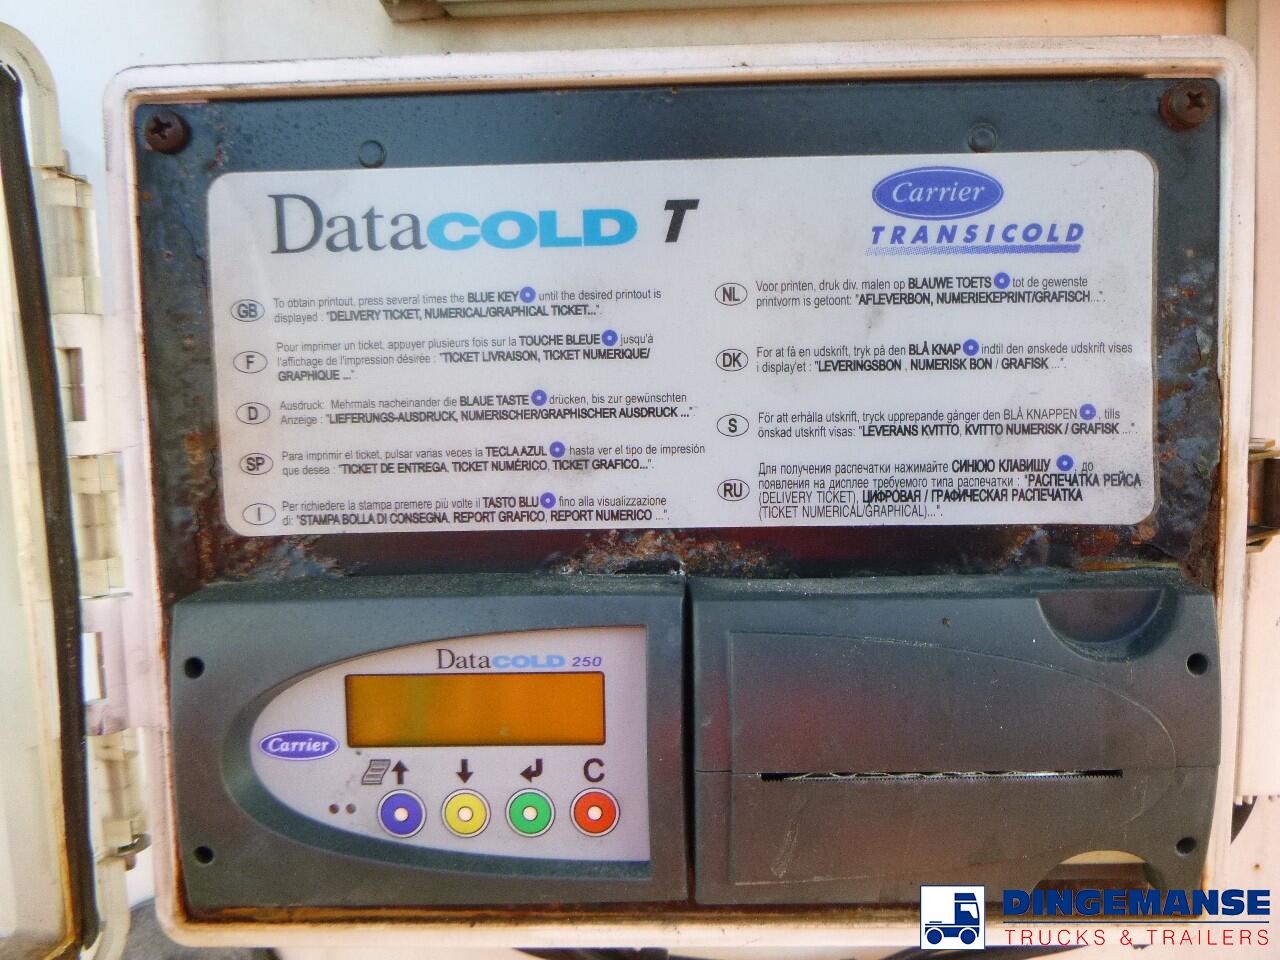 DataCOLD T
Carrier
TRANSICOLD
GB
To obtain printout, press several times the BLUE KEY until the desired printout is
displayed : "DELIVERY TICKET, NUMERICAL/GRAPHICAL TICKET...".
F
Pour imprimer un ticket, appuyer plusieurs fois sur la TOUCHE BLEUE jusqu'à
l'affichage de l'impression désirée : "TICKET LIVRAISON, TICKET NUMERIQUE/
GRAPHIQUE ...".
D
Ausdruck: Mehrmals nacheinander die BLAUE TASTE drücken, bis zur gewünschten
Anzeige : "LIEFERUNGS-AUSDRUCK, NUMERISCHER/GRAPHISCHER AUSDRUCK ..."
SP
Para imprimir el ticket, pulsar varias veces la TECLA AZUL hasta ver el tipo de impresión
que desea : "TICKET DE ENTREGA, TICKET NUMÉRICO, TICKET GRAFICO...".
I
Per richiedere la stampa premere più volte il TASTO BLU fino alla visualizzazione
di: "STAMPA BOLLA DI CONSEGNA, REPORT GRAFICO, REPORT NUMERICO ...".
NL
Voor printen, druk div. malen op BLAUWE TOETS tot de gewenste
printvorm is getoont: "AFLEVERBON, NUMERIEKEPRINT/GRAFISCH...".
DK
For at få en udskrift, tryk på den BLÅ KNAP indtil den ønskede udskrift vises
i display'et : "LEVERINGSBON , NUMERISK BON / GRAFISK ...".
S
För att erhålla utskrift, tryck upprepande gånger den BLÅ KNAPPEN , tills
önskad utskrift visas: "LEVERANS KVITTO, KVITTO NUMERISK / GRAFISK ..."
RU
Для получения распечатки нажимайте СИНЮЮ КЛАВИШУ , до
появления на дисплее требуемого типа распечатки : "РАСПЕЧАТКА РЕЙСА
(DELIVERY TICKET), ЦИФРОВАЯ / ГРАФИЧЕСКАЯ РАСПЕЧАТКА
(TICKET NUMERICAL/GRAPHICAL)...".
DataCOLD 250
Carrier
C
DINGEMANSE
TRUCKS & TRAILERS